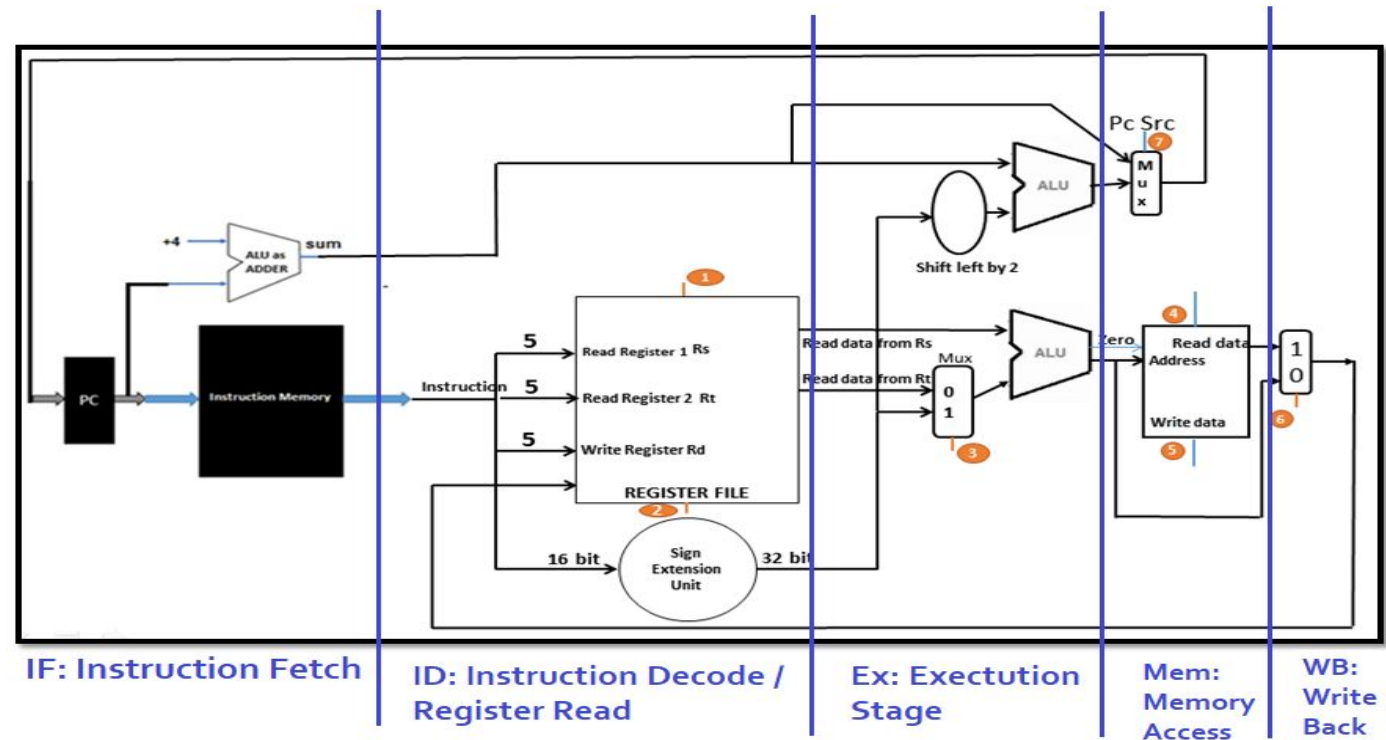 Pc Src
7
M
u
x
ALU
+4
sum
ALU as
ADDER
-
Shift left by 2
1
5
Read Register 1 Rs
Read data from Rs
ALU
Zero
4
Read data
Address
1
0
Mux
PC
Instruction Memory
Instruction
5
Read Register 2 Rt
Read data from Rt
0
1
5
Write Register Rd
Write data
6
3
5
REGISTER FILE
2
16 bit
Sign
Extension
Unit
32 bit
IF: Instruction Fetch
ID: Instruction Decode /
Register Read
Ex: Exectution
Stage
Mem:
Memory
Access
WB:
Write
Back